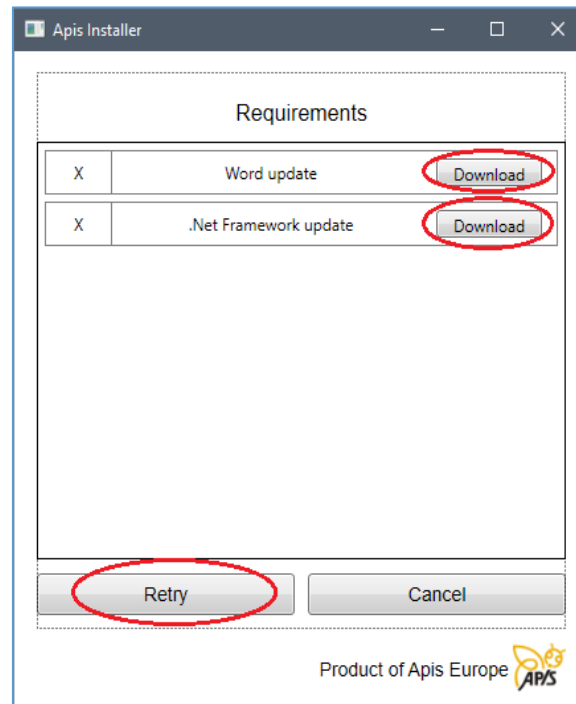 Apis Installer
Requirements
X Word update Download
X .Net Framework update Download
Retry Cancel
Product of Apis Europe APIS